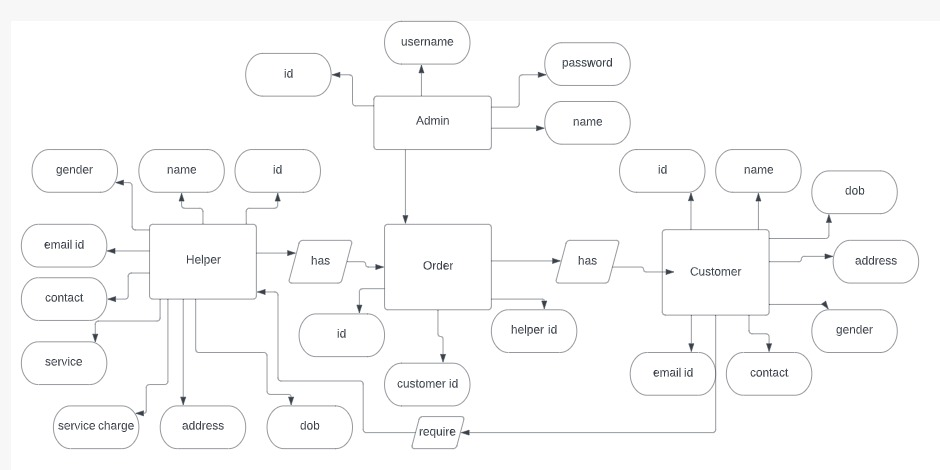 username
password
id
Admin
name
gender
name
id
id
name
dob
email id
Helper
has
Order
has
Customer
address
contact
id
helper id
gender
service
customer id
email id
contact
service charge
address
dob
require